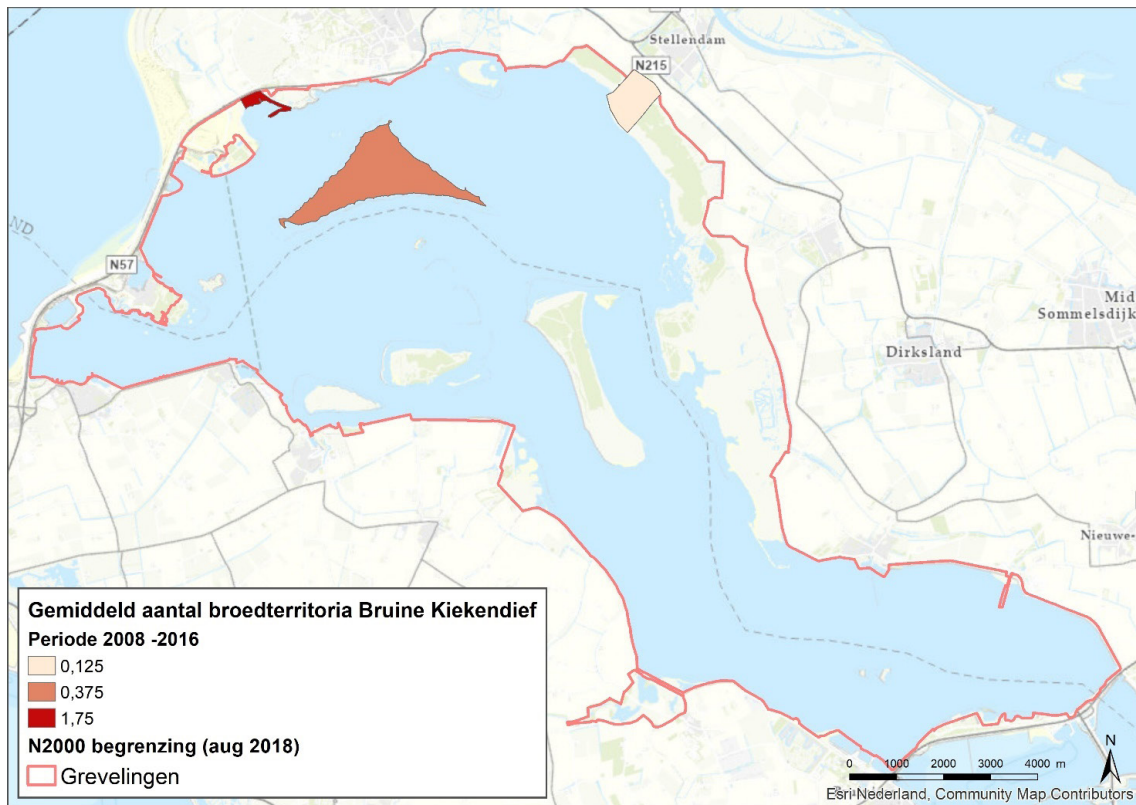 Stellendam
N215
ND
N57
Mid
Sommelsdijk
Dirksland
Nieuwe-
Gemiddeld aantal broedterritoria Bruine Kiekendief
Periode 2008 -2016
0,125
0,375
1,75
N2000 begrenzing (aug 2018)
Grevelingen
N
0 1000 2000 3000 4000 m
Esri Nederland, Community Map Contributors